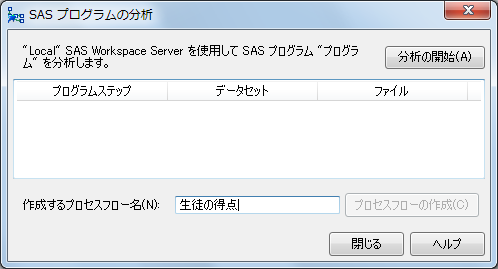 SAS プログラムの分析
"Local" SAS Workspace Server を使用して SAS プログラム "プログラ
ム" を分析します。
分析の開始(A)
プログラムステップ データセット ファイル
作成するプロセスフロー名(N): 生徒の得点 プロセスフローの作成(C)
閉じる ヘルプ